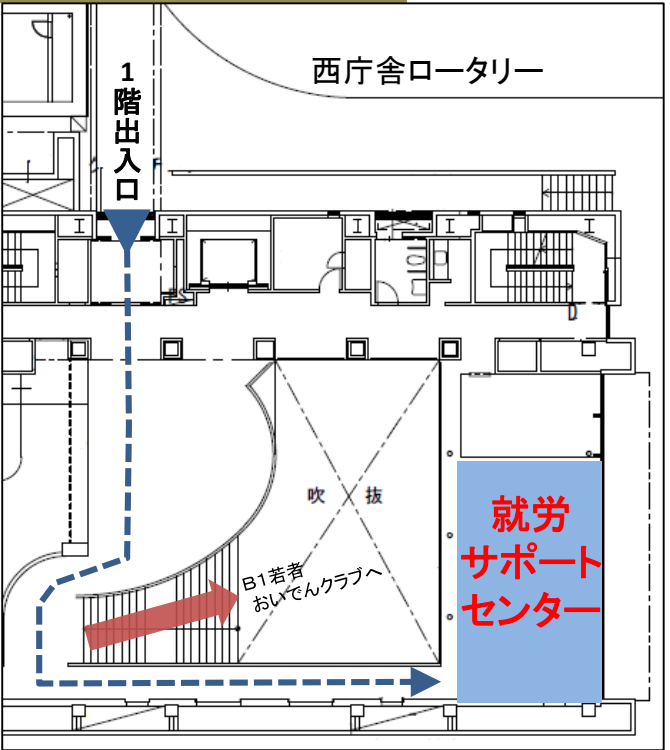 西庁舎ロータリー
1階出入口
PS
D
吹 抜
B1若者
おいでんクラブへ
就労
サポート
センター